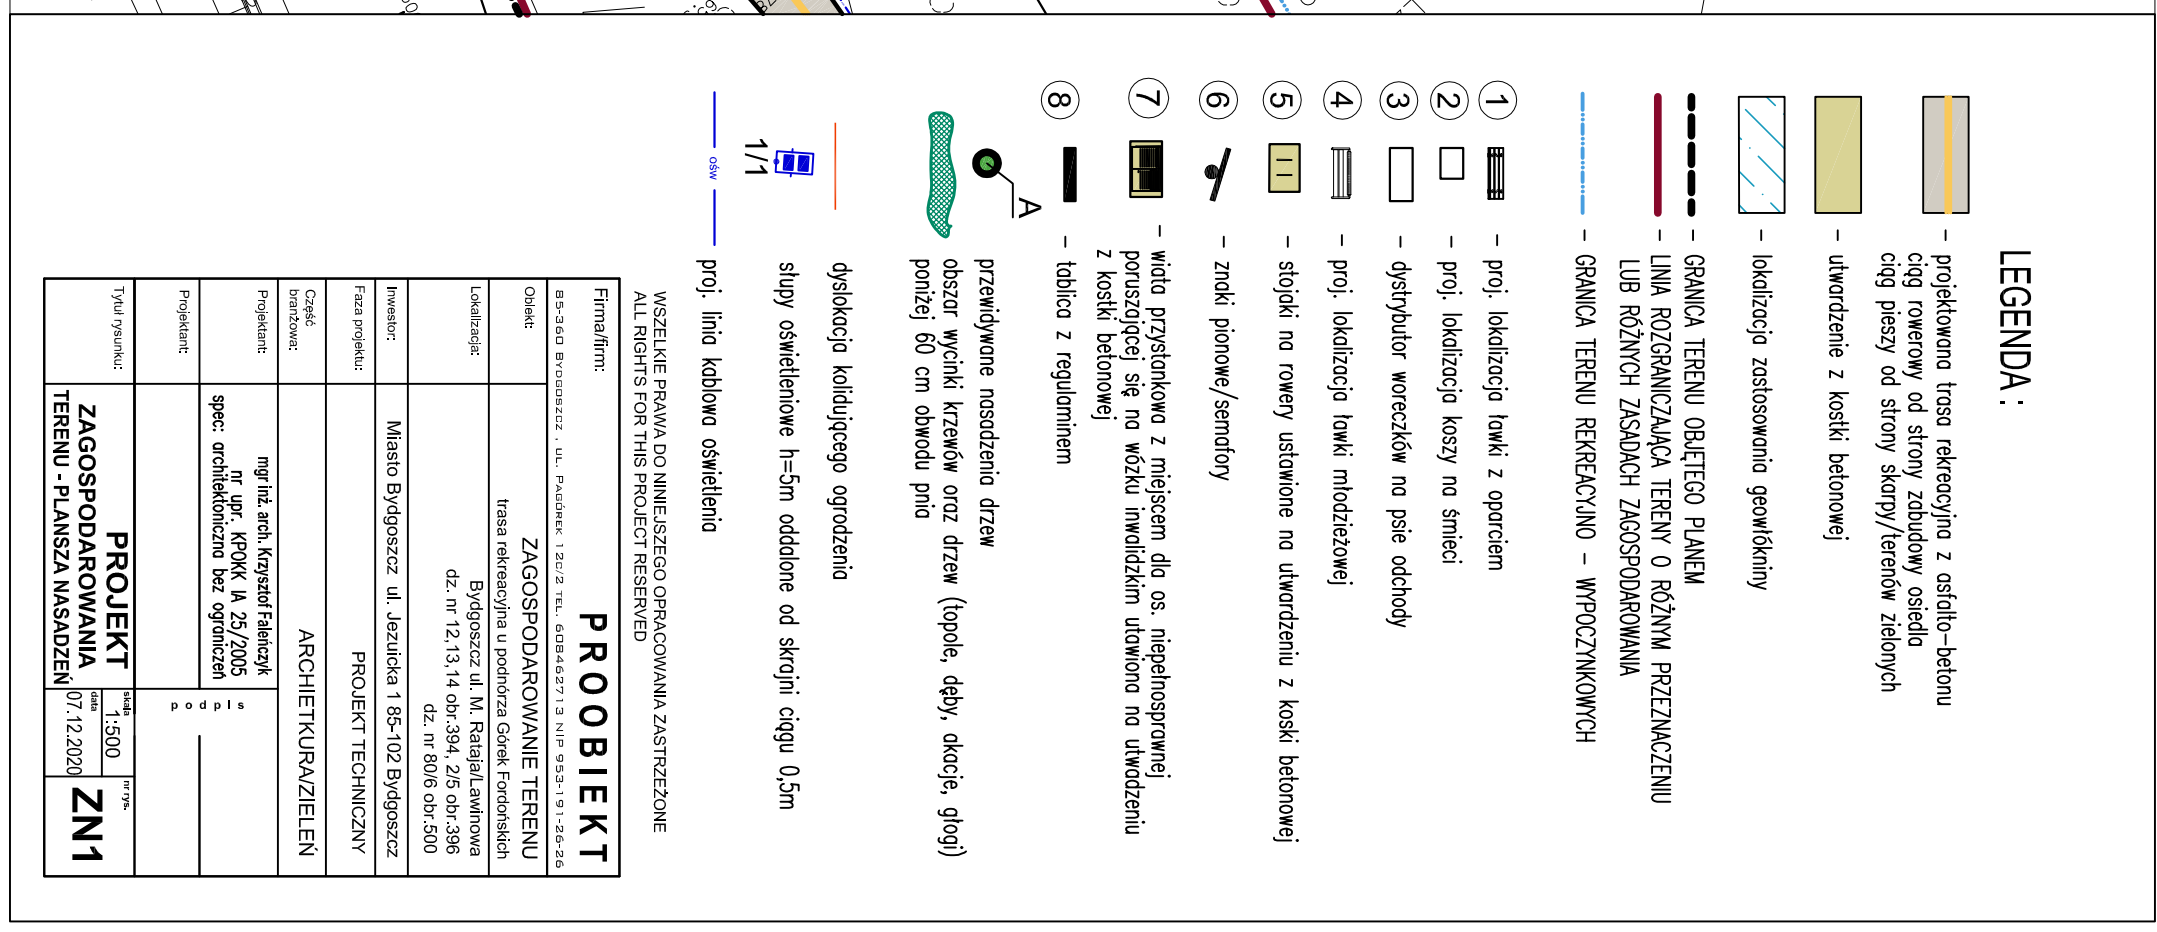 LEGENDA :
– projektowana trasa rekreacyjna z asfalto–betonu
ciąg rowerowy od strony zabudowy osiedla
ciąg pieszy od strony skarpy/terenów zielonych
– utwardzenie z kostki betonowej
– lokalizacja zastosowania geowłókniny
– GRANICA TERENU OBJĘTEGO PLANEM
– LINIA ROZGRANICZAJĄCA TERENY O RÓŻNYM PRZEZNACZENIU
LUB RÓŻNYCH ZASADACH ZAGOSPODAROWANIA
– GRANICA TERENU REKREACYJNO – WYPOCZYNKOWYCH
1 – proj. lokalizacja ławki z oparciem
2 – proj. lokalizacja koszy na śmieci
3 – dystrybutor woreczków na psie odchody
4 – proj. lokalizacja ławki młodzieżowej
5 – stojaki na rowery ustawione na utwardzeniu z koski betonowej
6 – znaki pionowe/semafory
7 – wiata przystankowa z miejscem dla os. niepełnosprawnej
poruszającej się na wózku inwalidzkim utawiona na utwadzeniu
z kostki betonowej
8 – tablica z regulaminem
A
przewidywane nasadzenia drzew
obszar wycinki krzewów oraz drzew (topole, dęby, akacje, głogi)
poniżej 60 cm obwodu pnia
dyslokacja kolidującego ogrodzenia
1/1
słupy oświetleniowe h=5m oddalone od skrajni ciągu 0,5m
ośw
proj. linia kablowa oświetlenia
WSZELKIE PRAWA DO NINIEJSZEGO OPRACOWANIA ZASTRZEŻONE
ALL RIGHTS FOR THIS PROJECT RESERVED
Firma/firm: PROOBIEKT
85-360 BYDGOSZCZ , UL. PAGÓREK 12C/2 TEL. 608462713 NIP 953-191-26-26
Obiekt: ZAGOSPODAROWANIE TERENU
trasa rekreacyjna u podnórza Górek Fordońskich
Lokalizacja: Bydgoszcz ul. M. Rataja/Lawinowa
dz. nr 12,13,14 obr.394, 2/5 obr.396
dz. nr 80/6 obr.500
Inwestor: Miasto Bydgoszcz ul. Jezuicka 1 85-102 Bydgoszcz
Faza projektu: PROJEKT TECHNICZNY
Część
branżowa: ARCHIETKURA/ZIELEŃ
Projektant: mgr inż. arch. Krzysztof Faleńczyk
nr upr. KPOKK IA 25/2005
spec: architektoniczna bez ograniczeń
podpis
Projektant:
Tytuł rysunku: PROJEKT
ZAGOSPODAROWANIA
TERENU - PLANSZA NASADZEŃ
skala
1:500
data
07.12.2020
nr rys.
ZN1